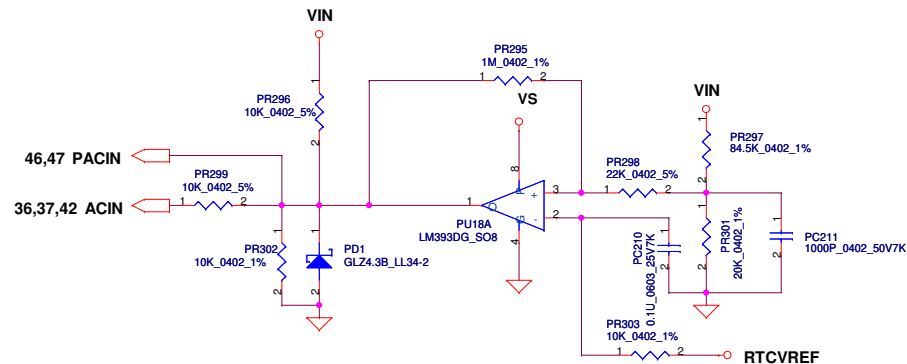 VIN
PR295
1M_0402_1%
1
2
PR296
10K_0402_5%
1
2
VS
VIN
PR297
84.5K_0402_1%
1
2
46,47 PACIN
PR299
10K_0402_5%
36,37,42 ACIN
1
2
8
P
+
3
PR298
22K_0402_5%
1
2
1
O
-
2
G
4
PU18A
LM393DG_SO8
PR302
10K_0402_1%
1
2
PD1
GLZ4.3B_LL34-2
1
2
PC210
0.1U_0603_25V7K
1
2
PR301
20K_0402_1%
1
2
PC211
1000P_0402_50V7K
1
2
PR303
10K_0402_1%
1
2
RTCVREF